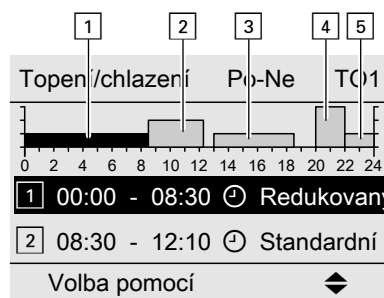 1 2 3 4 5
Topení/chlazení Po-Ne TO1
0 2 4 6 8 10 12 14 16 18 20 22 24
1 00:00 - 08:30 Redukovaný
2 08:30 - 12:10 Standardní
Volba pomocí